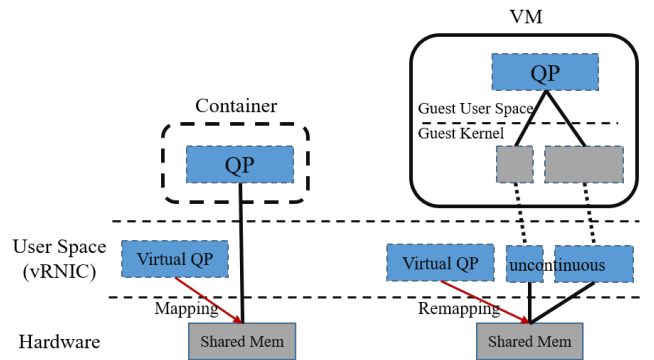 VM
QP
Container
Guest User Space
Guest Kernel
QP
User Space
(vRNIC)
Virtual QP
Virtual QP
uncontinuous
Mapping
Remapping
Hardware
Shared Mem
Shared Mem